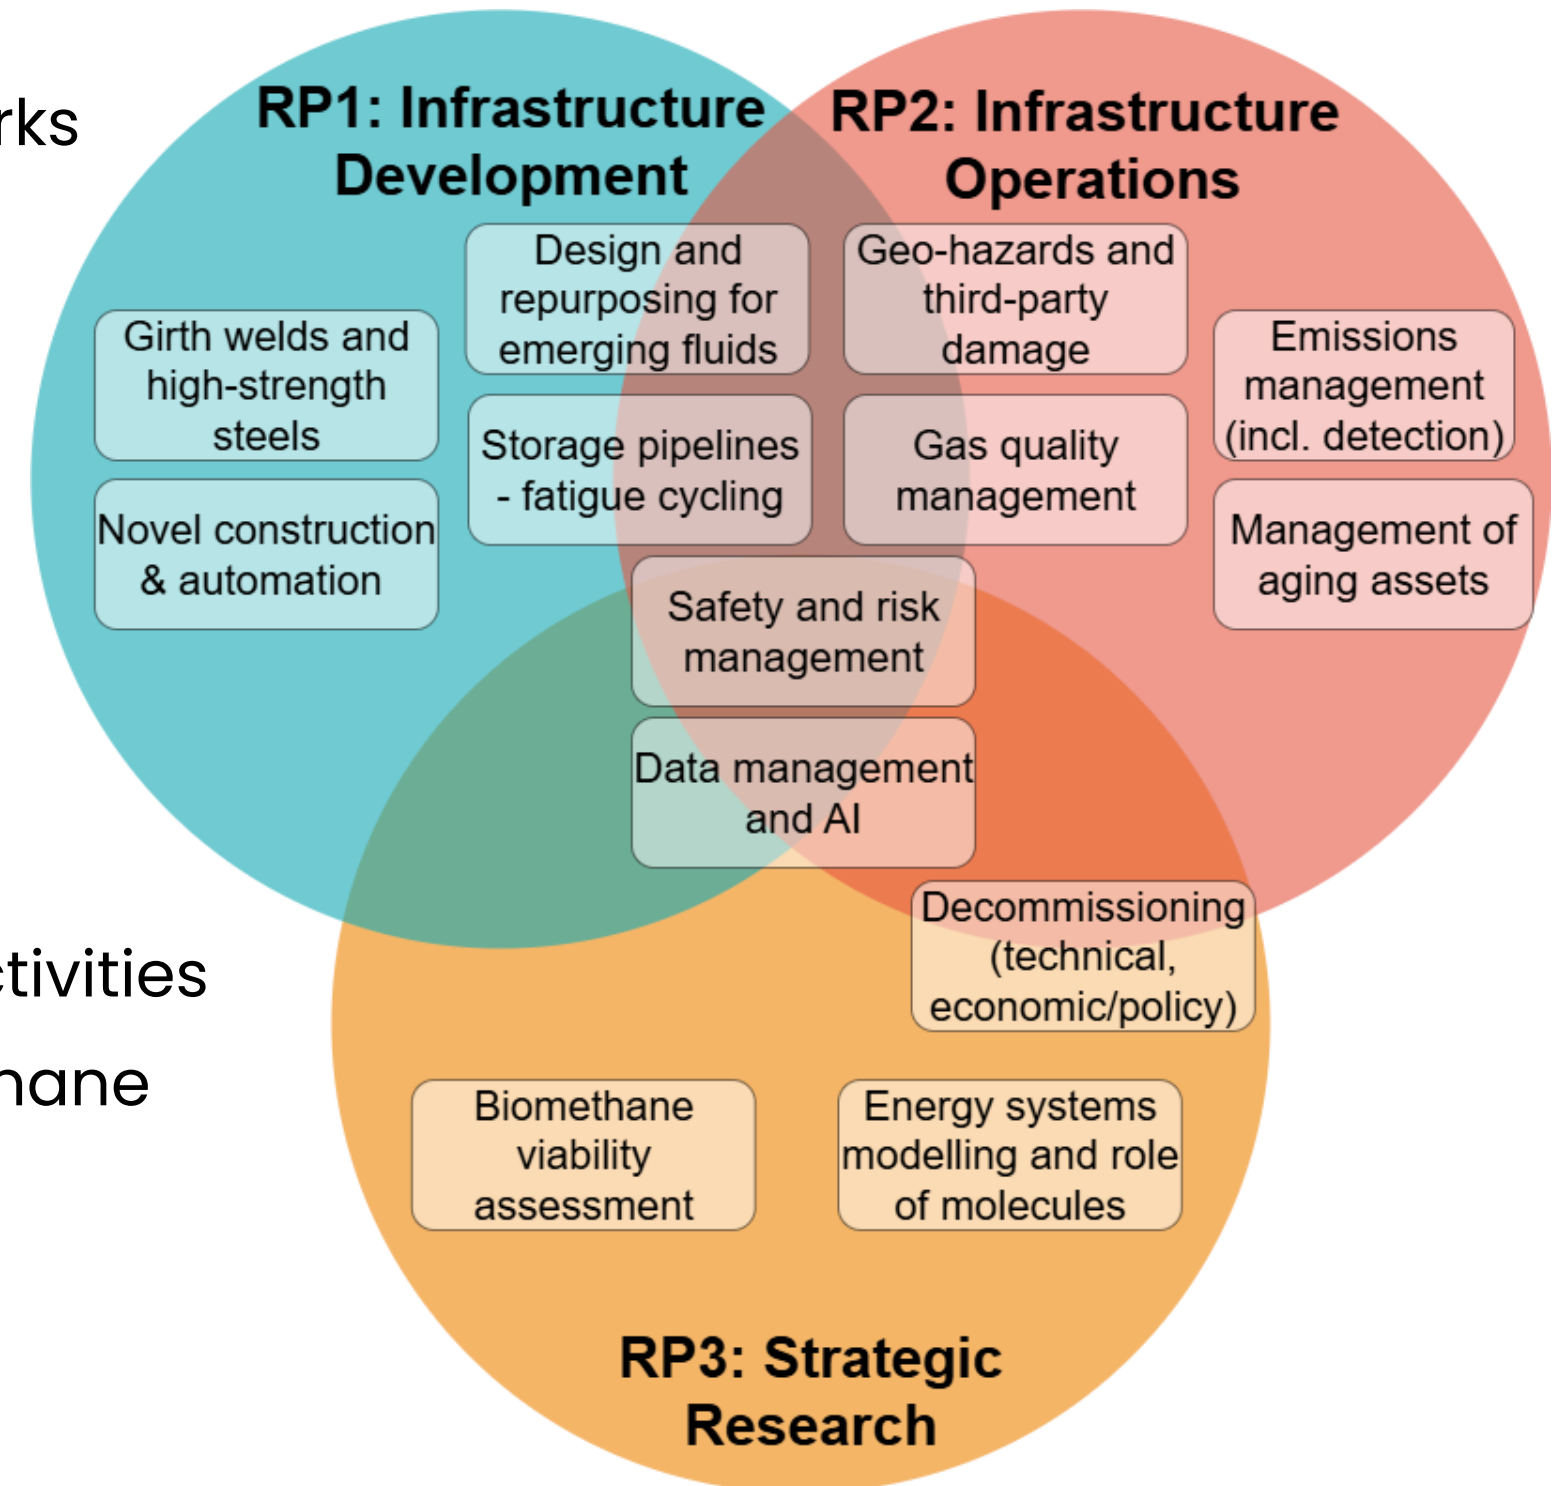 rks
RP1: Infrastructure
Development
RP2: Infrastructure
Operations
Design and
repurposing for
emerging fluids
Geo-hazards and
third-party
damage
Girth welds and
high-strength
steels
Emissions
management
(incl. detection)
Storage pipelines
- fatigue cycling
Gas quality
management
Novel construction
& automation
Management of
aging assets
Safety and risk
management
Data management
and AI
Decommissioning
(technical,
economic/policy)
ctivities
hane
Biomethane
viability
assessment
Energy systems
modelling and role
of molecules
RP3: Strategic
Research